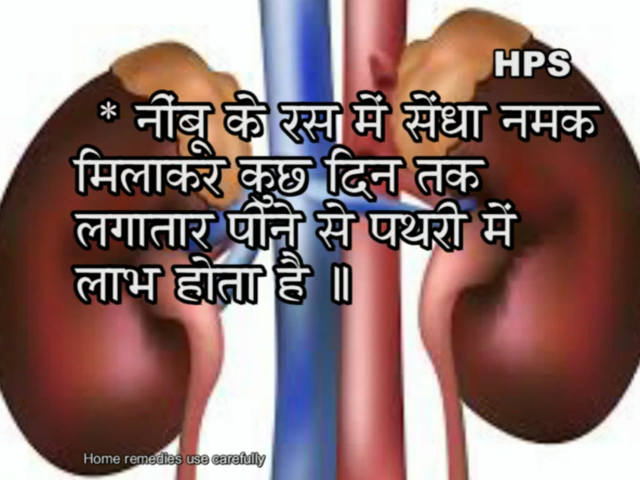 HPS
* नींबू के रस में सेंधा नमक
मिलाकर कुछ दिन तक
लगातार पीने से पथरी में
लाभ होता है ॥
Home remedies use carefully